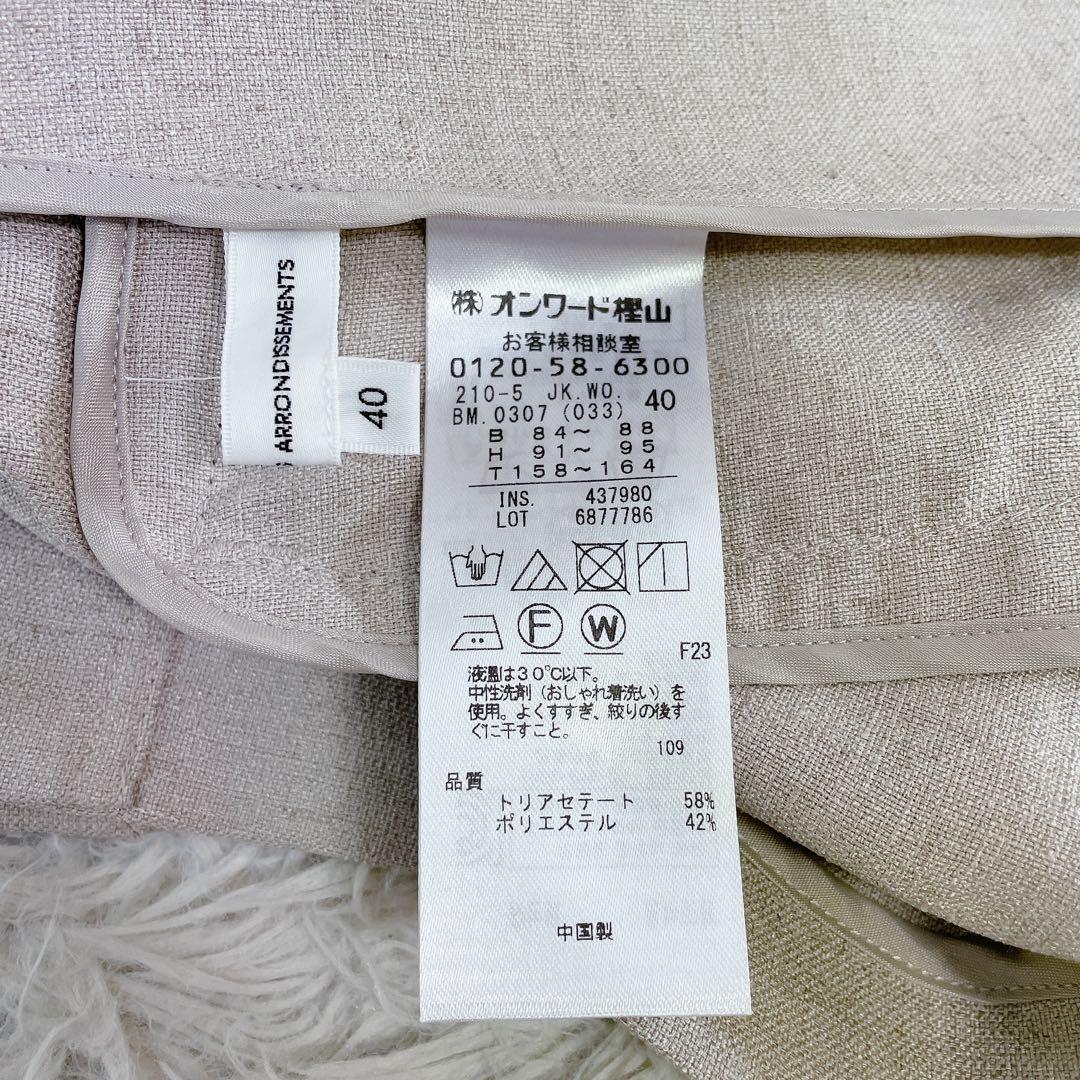 ARRONDISSEMENTS
40
(株)オンワード樫山
お客様相談室
0120-58-6300
210-5 JK.WO.
BM.0307 (033) 40
B 84～ 88
H 91～ 95
T158～164
INS. 437980
LOT 6877786
F W
F23
液温は30℃以下。
中性洗剤（おしゃれ着洗い）を
使用。よくすすぎ、絞りの後す
ぐに干すこと。
109
品質
トリアセテート 58%
ポリエステル 42%
中国製